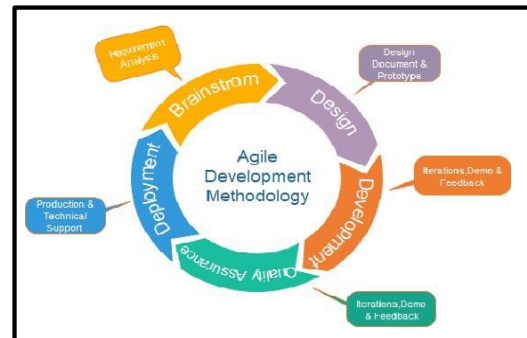 Requirement
Analysis
Brainstrom
Design
Document &
Prototype
Design
Agile
Development
Methodology
Development
Iterations,Demo
& Feedback
Deployment
Production &
Technical
Support
Quality Assurance
Iterations,Demo
& Feedback